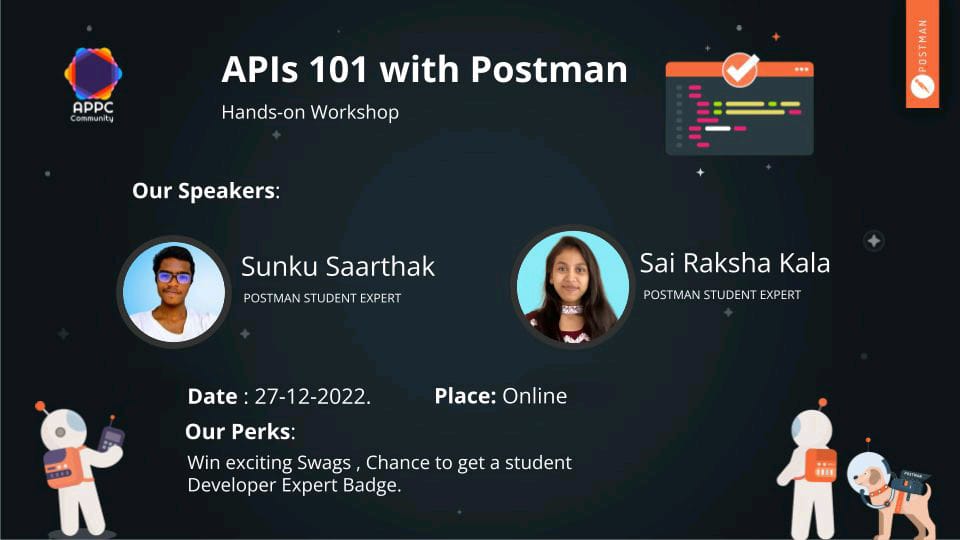 APIs 101 with Postman
Hands-on Workshop
APPC
Community
POSTMAN
Our Speakers:
Sunku Saarthak
POSTMAN STUDENT EXPERT
Sai Raksha Kala
POSTMAN STUDENT EXPERT
Date : 27-12-2022.
Place: Online
Our Perks:
Win exciting Swags , Chance to get a student
Developer Expert Badge.
POSTMAN